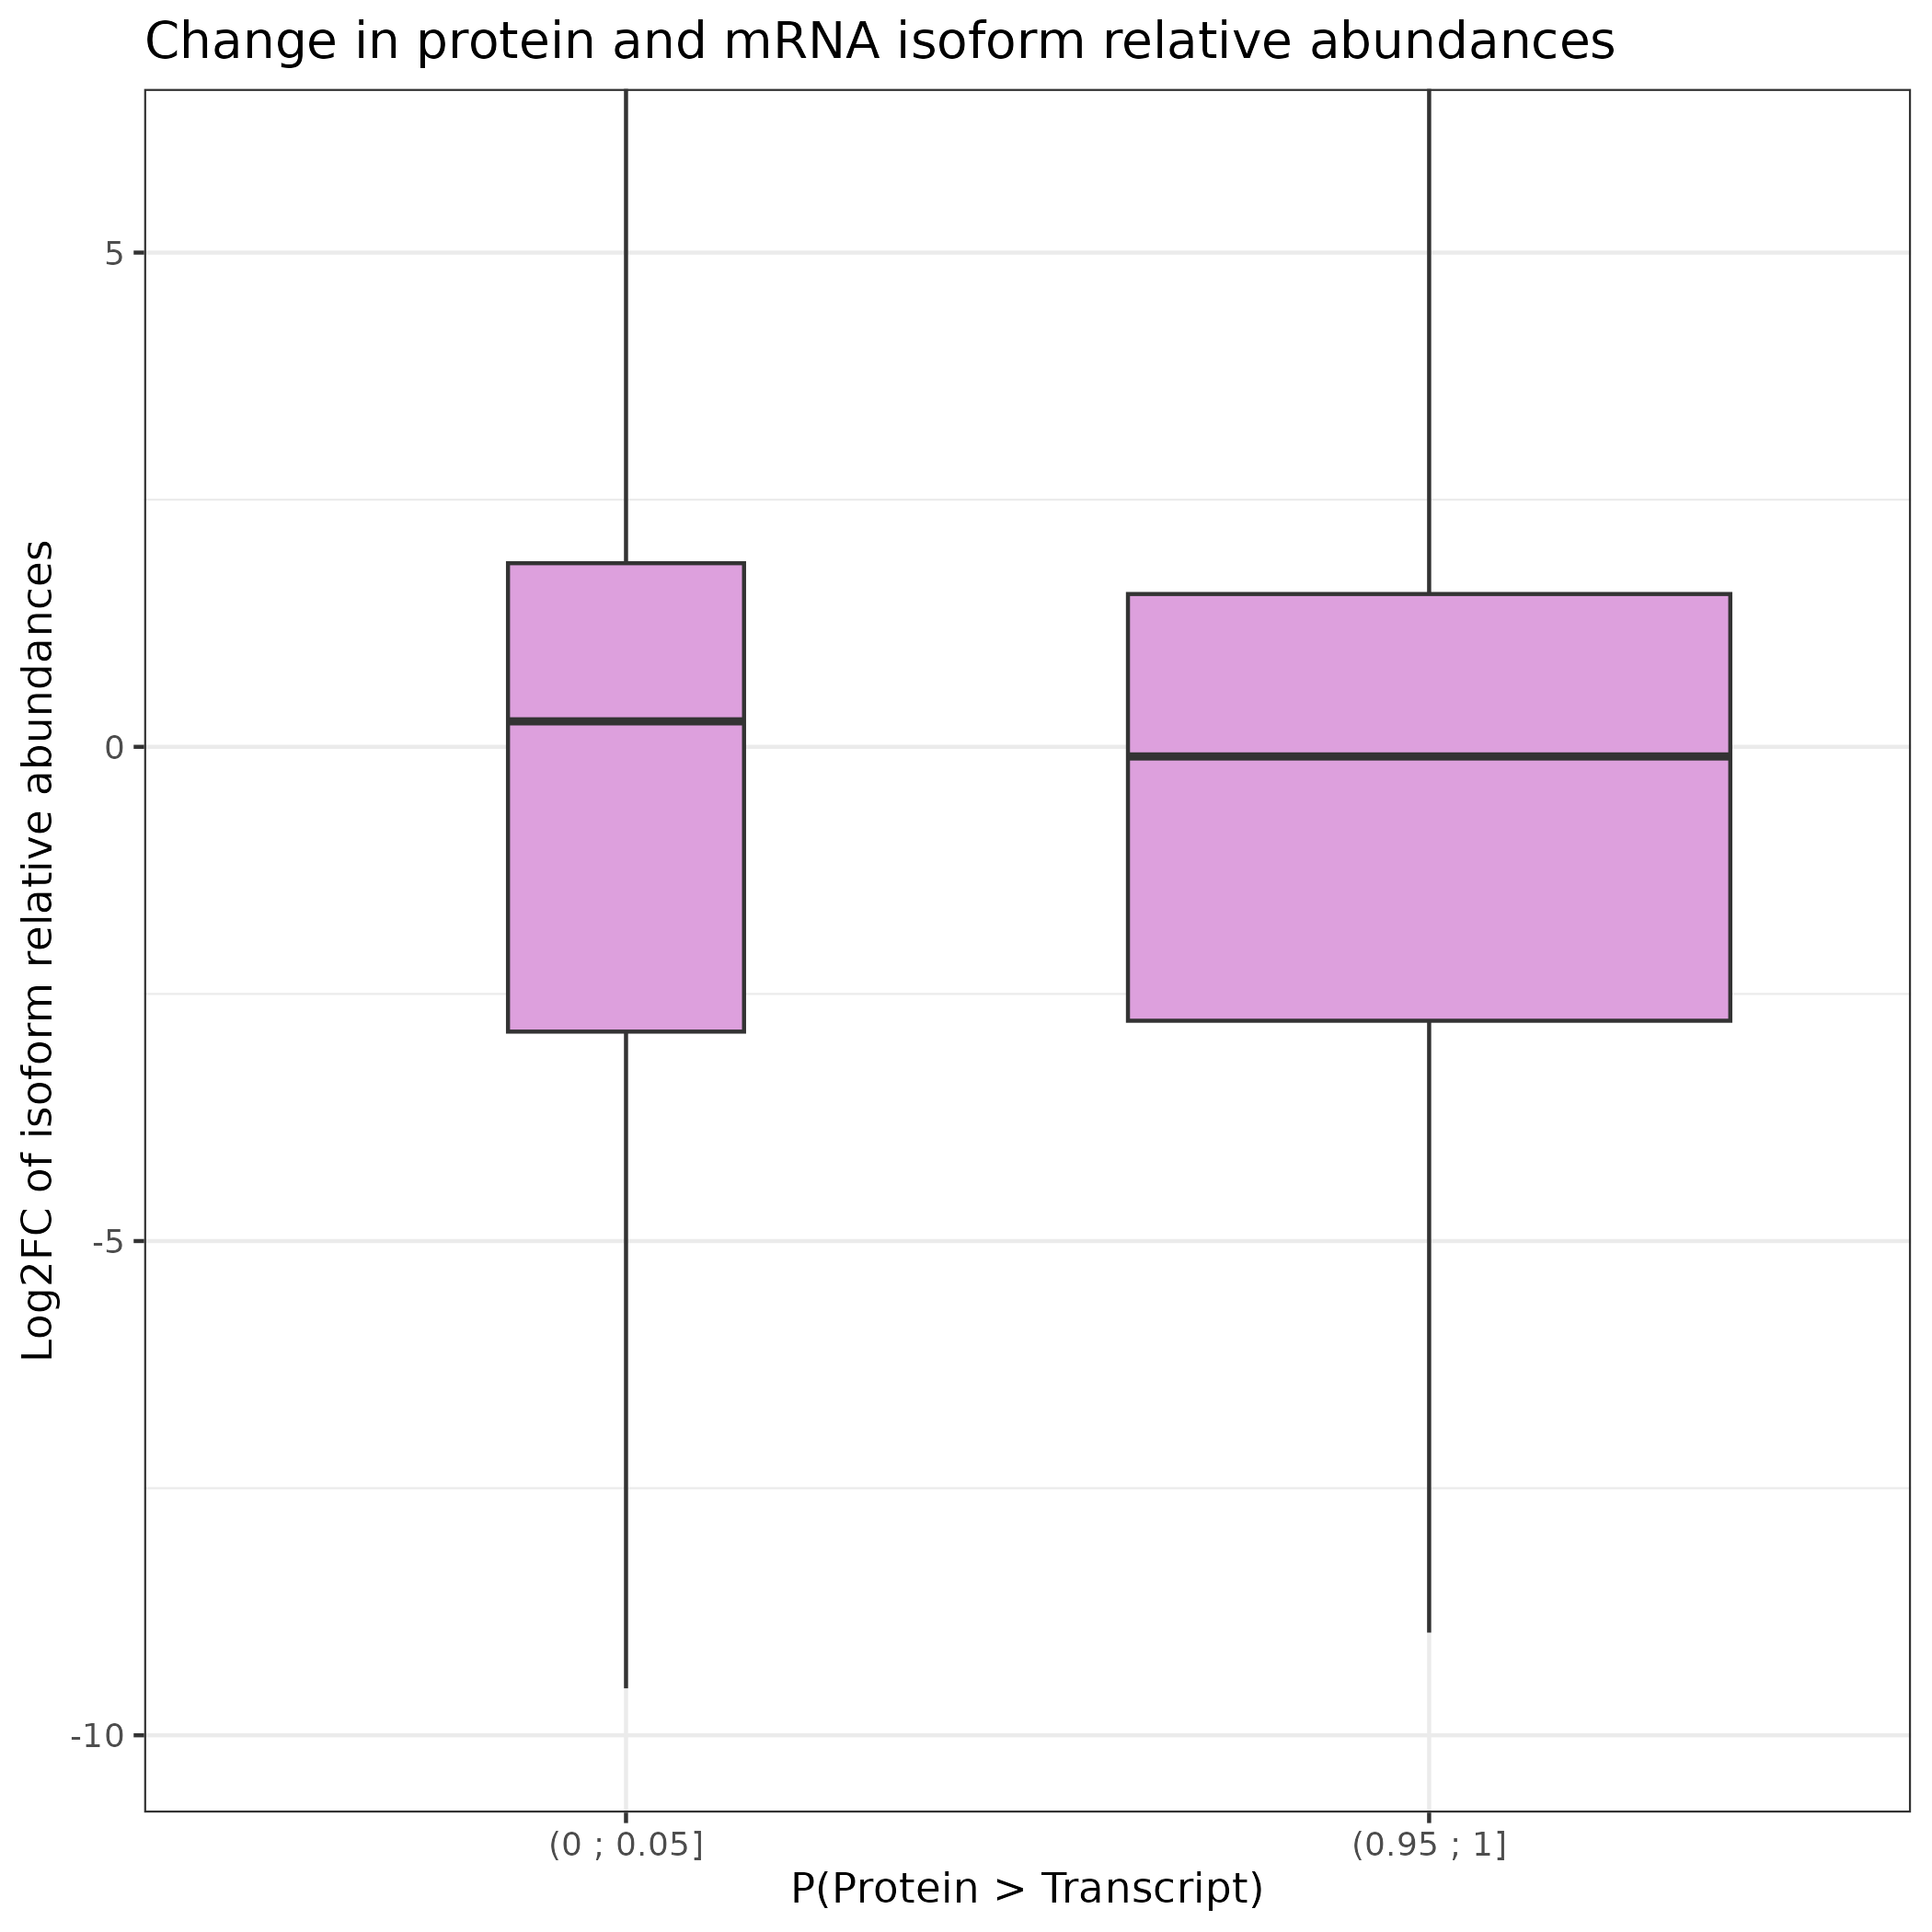 Change in protein and mRNA isoform relative abundances
Log2FC of isoform relative abundances
5
0
-5
-10
(0 ; 0.05]
(0.95 ; 1]
P(Protein > Transcript)